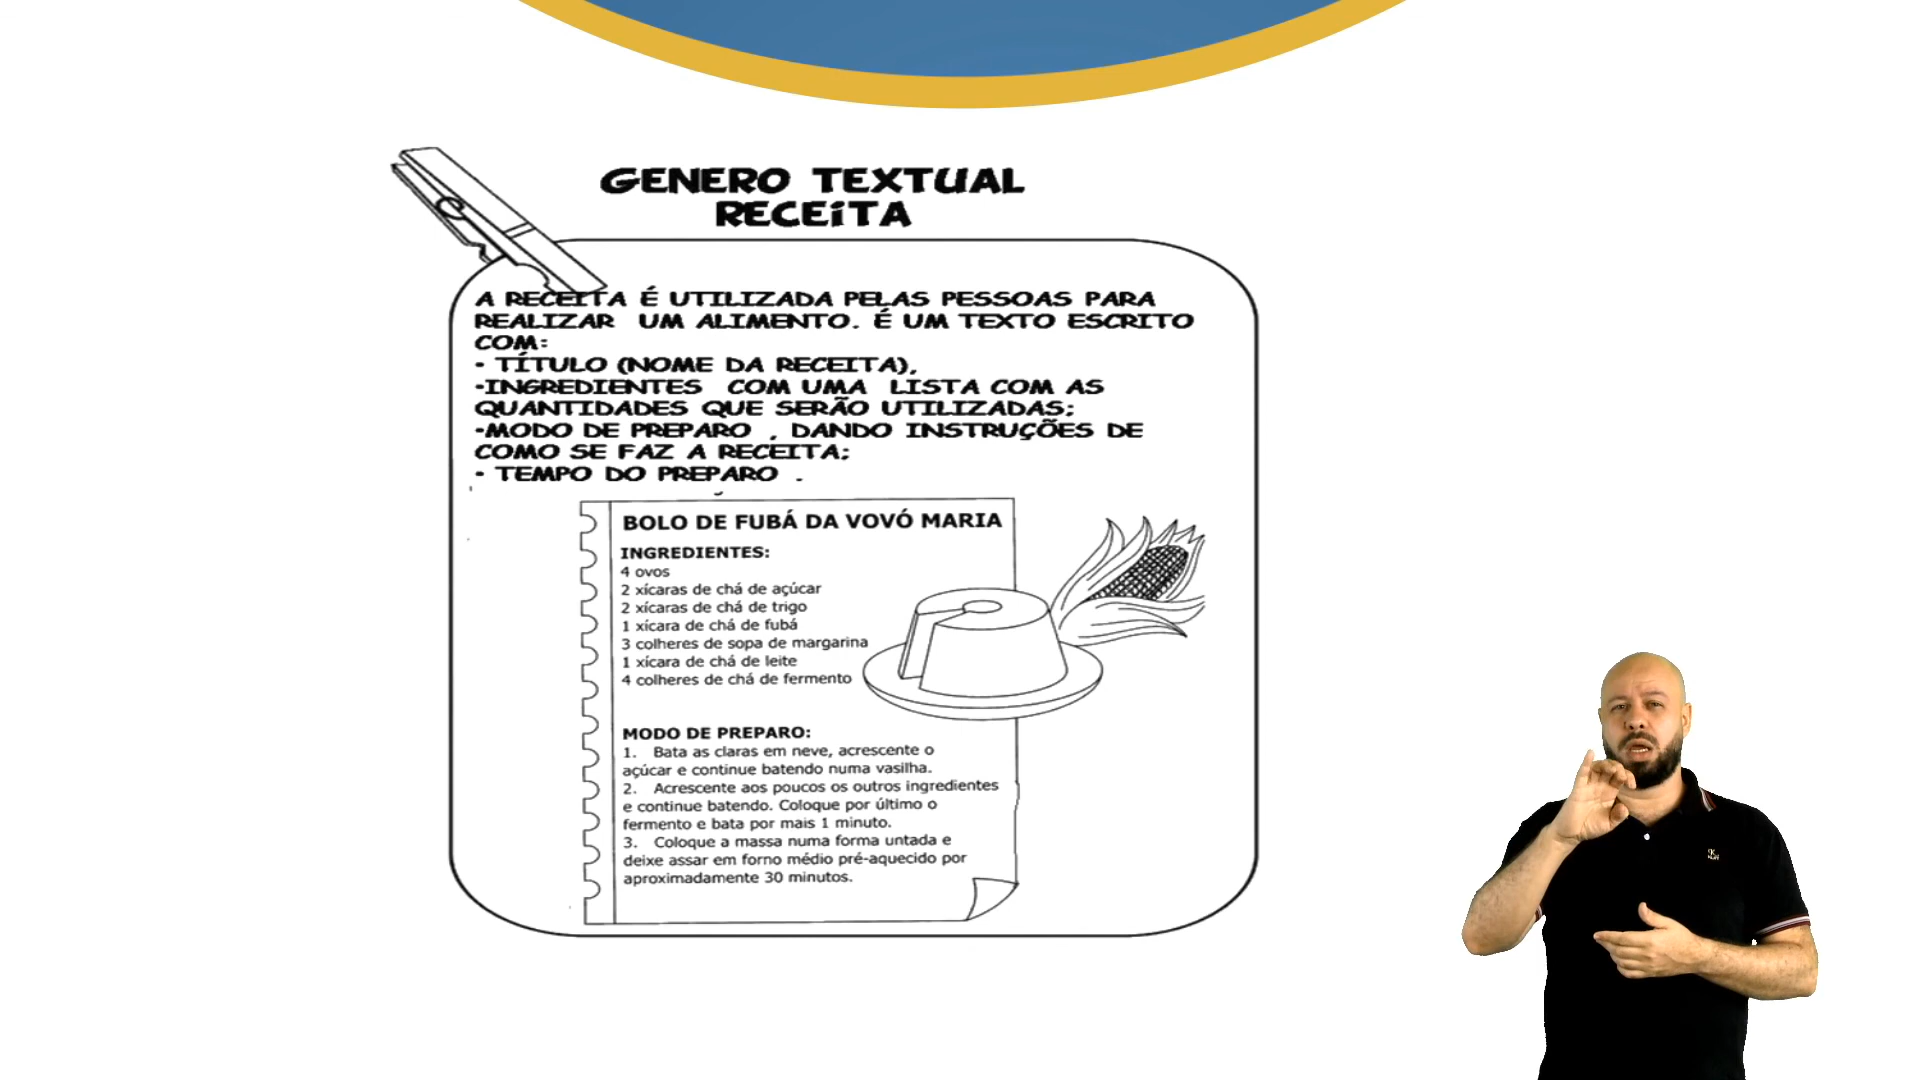 GENERO TEXTUAL
RECEITA
A RECEITA É UTILIZADA PELAS PESSOAS PARA
REALIZAR UM ALIMENTO. É UM TEXTO ESCRITO
COM:
• TÍTULO (NOME DA RECEITA),
•INGREDIENTES COM UMA LISTA COM AS
QUANTIDADES QUE SERÃO UTILIZADAS;
•MODO DE PREPARO , DANDO INSTRUÇÕES DE
COMO SE FAZ A RECEITA;
• TEMPO DO PREPARO .
BOLO DE FUBÁ DA VOVÓ MARIA
INGREDIENTES:
4 ovos
2 xícaras de chá de açúcar
2 xícaras de chá de trigo
1 xícara de chá de fubá
3 colheres de sopa de margarina
1 xícara de chá de leite
4 colheres de chá de fermento
MODO DE PREPARO:
1. Bata as claras em neve, acrescente o
açúcar e continue batendo numa vasilha.
2. Acrescente aos poucos os outros ingredientes
e continue batendo. Coloque por último o
fermento e bata por mais 1 minuto.
3. Coloque a massa numa forma untada e
deixe assar em forno médio pré-aquecido por
aproximadamente 30 minutos.